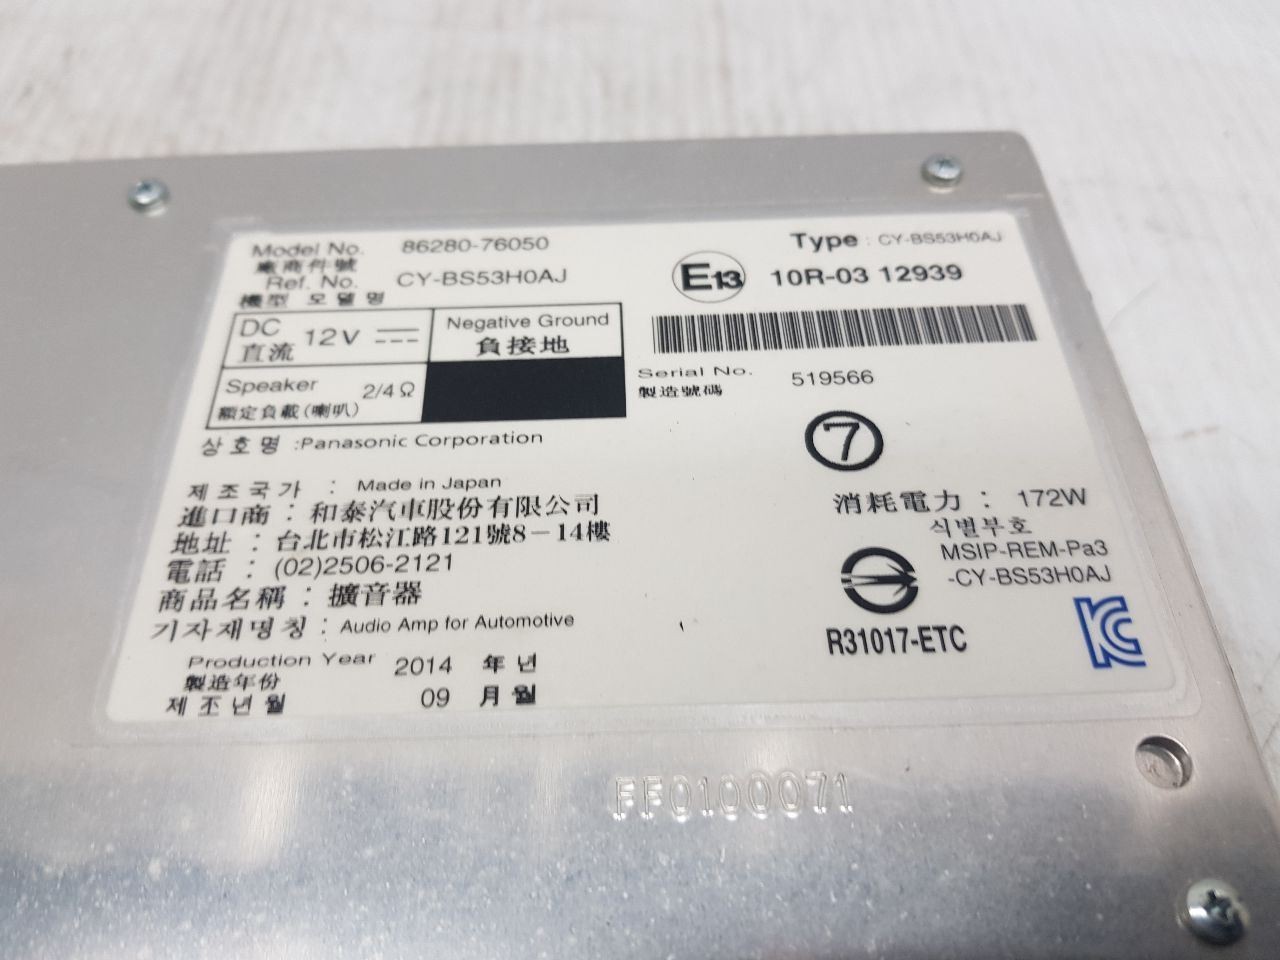 Model No. 86280-76050
廠商件號
Ref. No. CY-BS53H0AJ
機型 모델명
Type : CY-BS53H0AJ
E13 10R-03 12939
DC 12V
直流
Negative Ground
負接地
Speaker 2/4Ω
額定負載(喇叭)
Serial No. 519566
製造號碼
7
상호명 :Panasonic Corporation
제조국가 : Made in Japan
進口商 : 和泰汽車股份有限公司
地址 : 台北市松江路121號8-14樓
電話 : (02)2506-2121
商品名稱 : 擴音器
기자재명칭 : Audio Amp for Automotive
Production Year 2014 年 년
製造年份
제조년월 09 月 월
消耗電力 : 172W
식별부호
MSIP-REM-Pa3
-CY-BS53H0AJ
R31017-ETC
KC
FF0100071